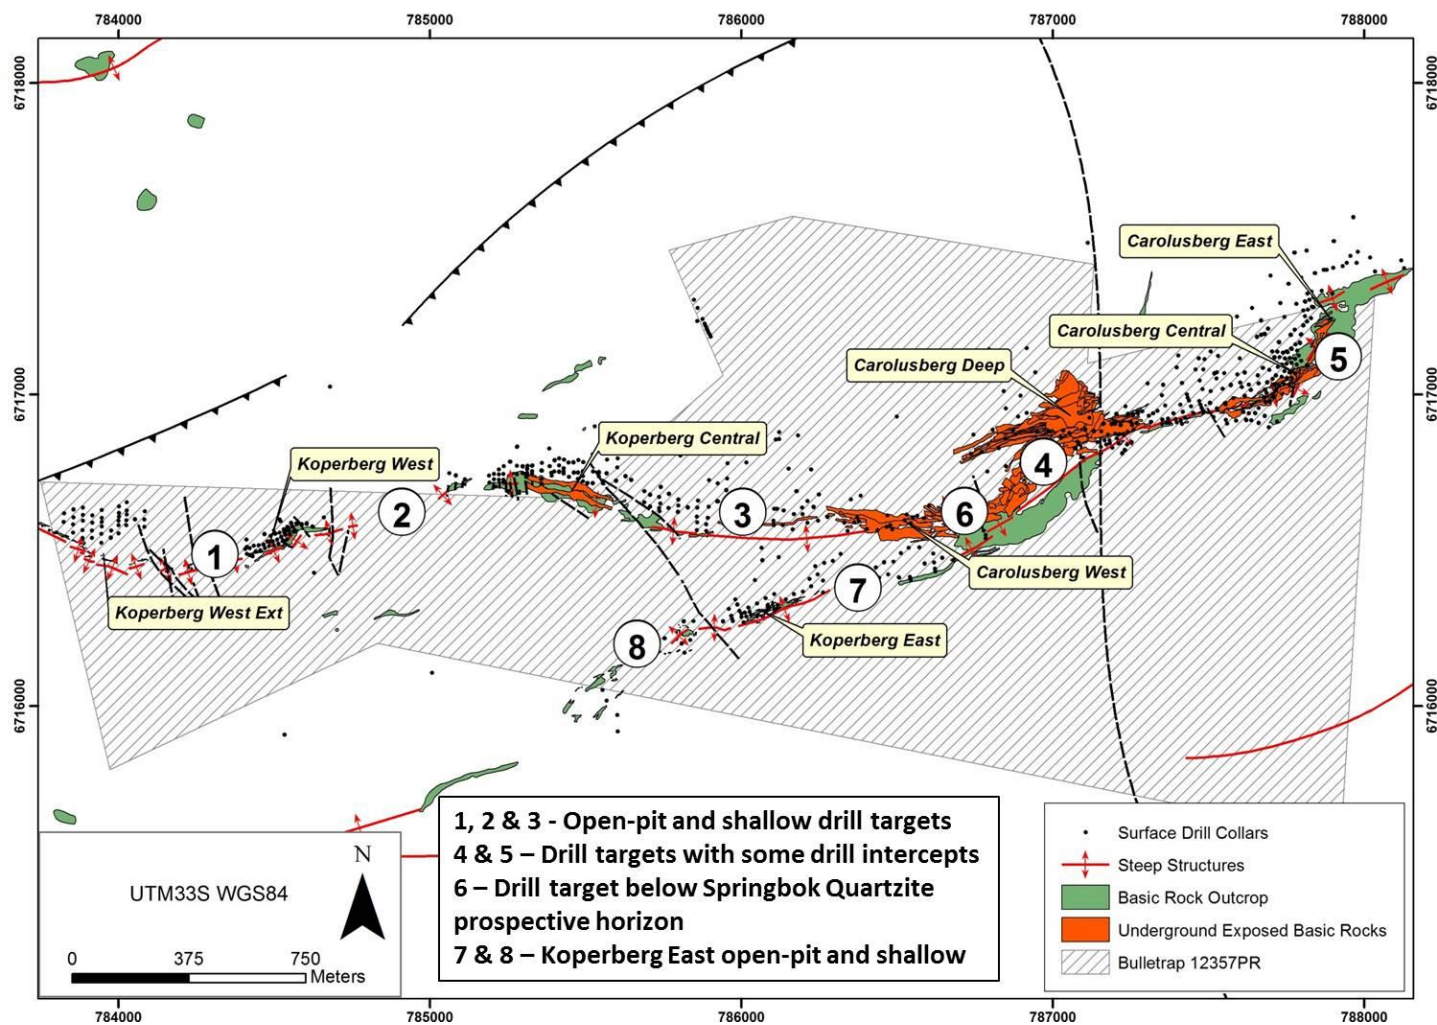 784000
785000
786000
787000
788000
6718000
6718000
Carolusberg East
Carolusberg Central
5
Carolusberg Deep
6717000
6717000
Koperberg Central
Koperberg West
4
2
3
6
1
Carolusberg West
7
Koperberg West Ext
Koperberg East
8
6716000
6716000
1, 2 & 3 - Open-pit and shallow drill targets
4 & 5 – Drill targets with some drill intercepts
6 – Drill target below Springbok Quartzite
prospective horizon
7 & 8 – Koperberg East open-pit and shallow
N
UTM33S WGS84
0 375 750
Meters
Surface Drill Collars
Steep Structures
Basic Rock Outcrop
Underground Exposed Basic Rocks
Bulletrap 12357PR
784000
785000
786000
787000
788000